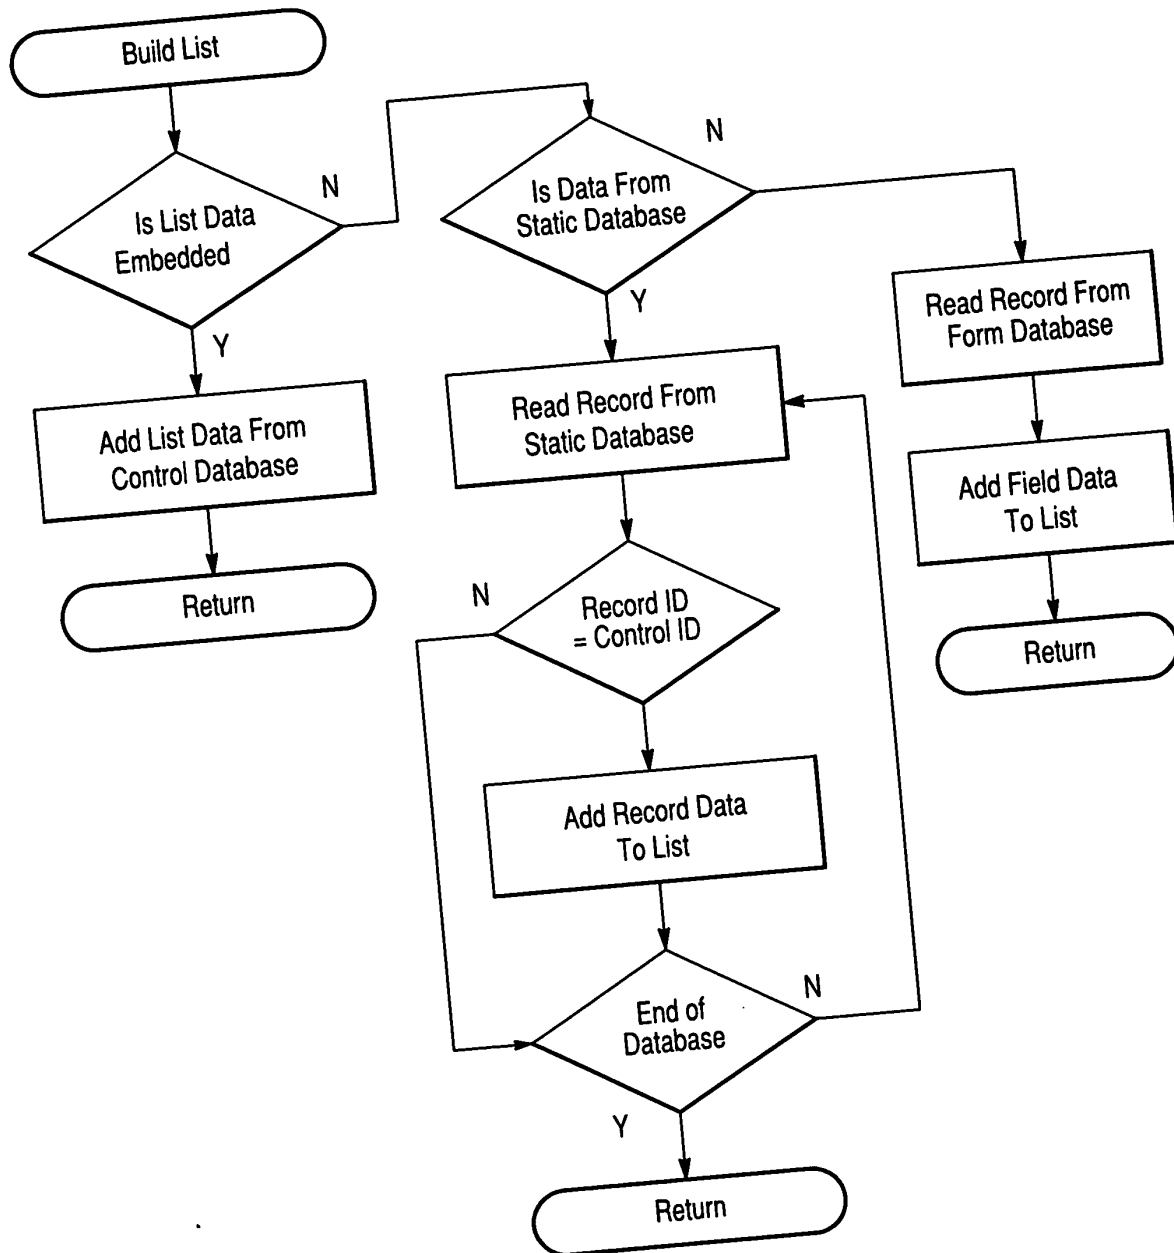 Build List
Is List Data
Embedded
N
Y
Add List Data From
Control Database
Return
Is Data From
Static Database
N
Y
Read Record From
Static Database
Record ID
= Control ID
N
Add Record Data
To List
End of
Database
N
Y
Return
Read Record From
Form Database
Add Field Data
To List
Return